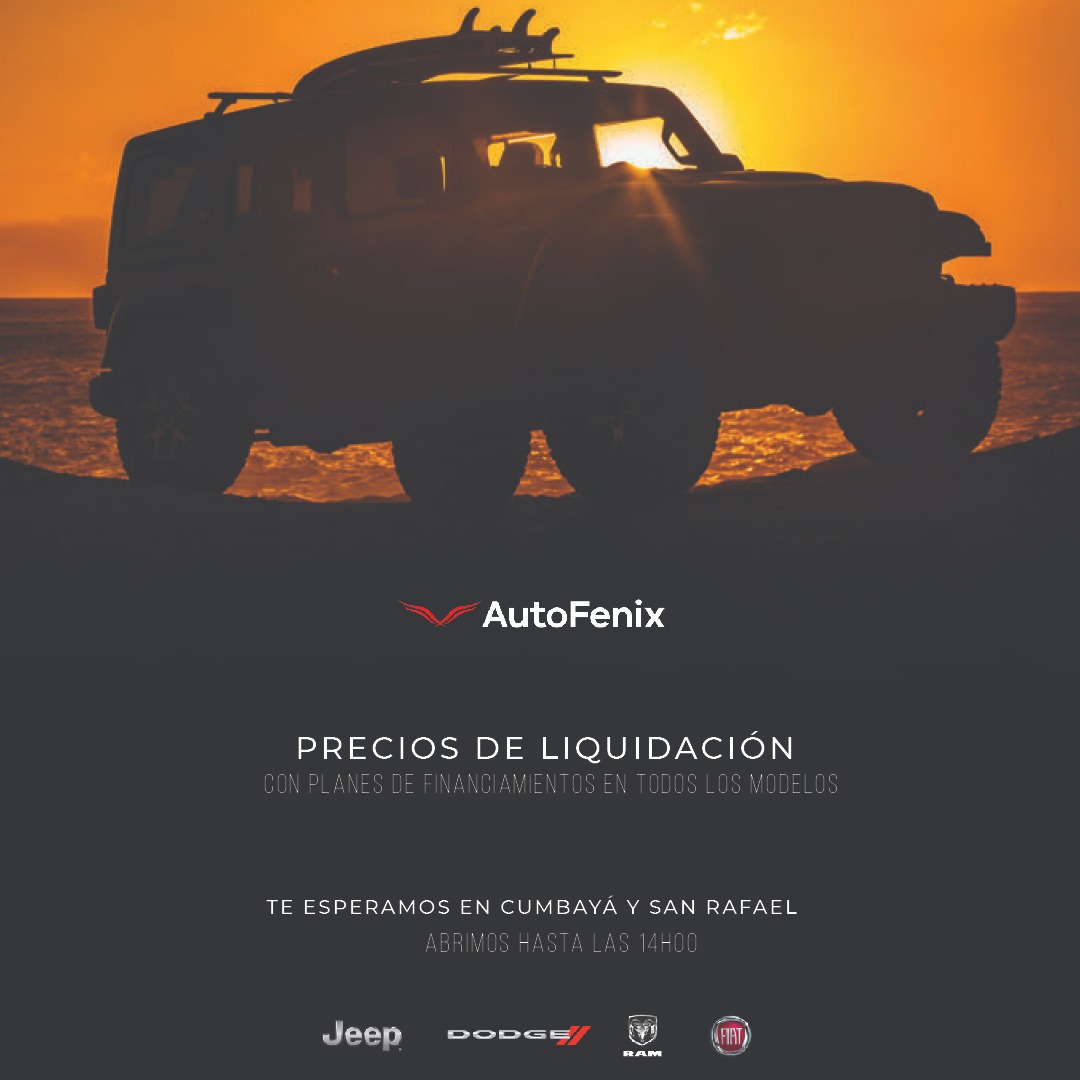 AutoFenix
PRECIOS DE LIQUIDACIÓN
CON PLANES DE FINANCIAMIENTOS EN TODOS LOS MODELOS
TE ESPERAMOS EN CUMBAYÁ Y SAN RAFAEL
ABRIMOS HASTA LAS 14H00
Jeep DODGE RAM FIAT